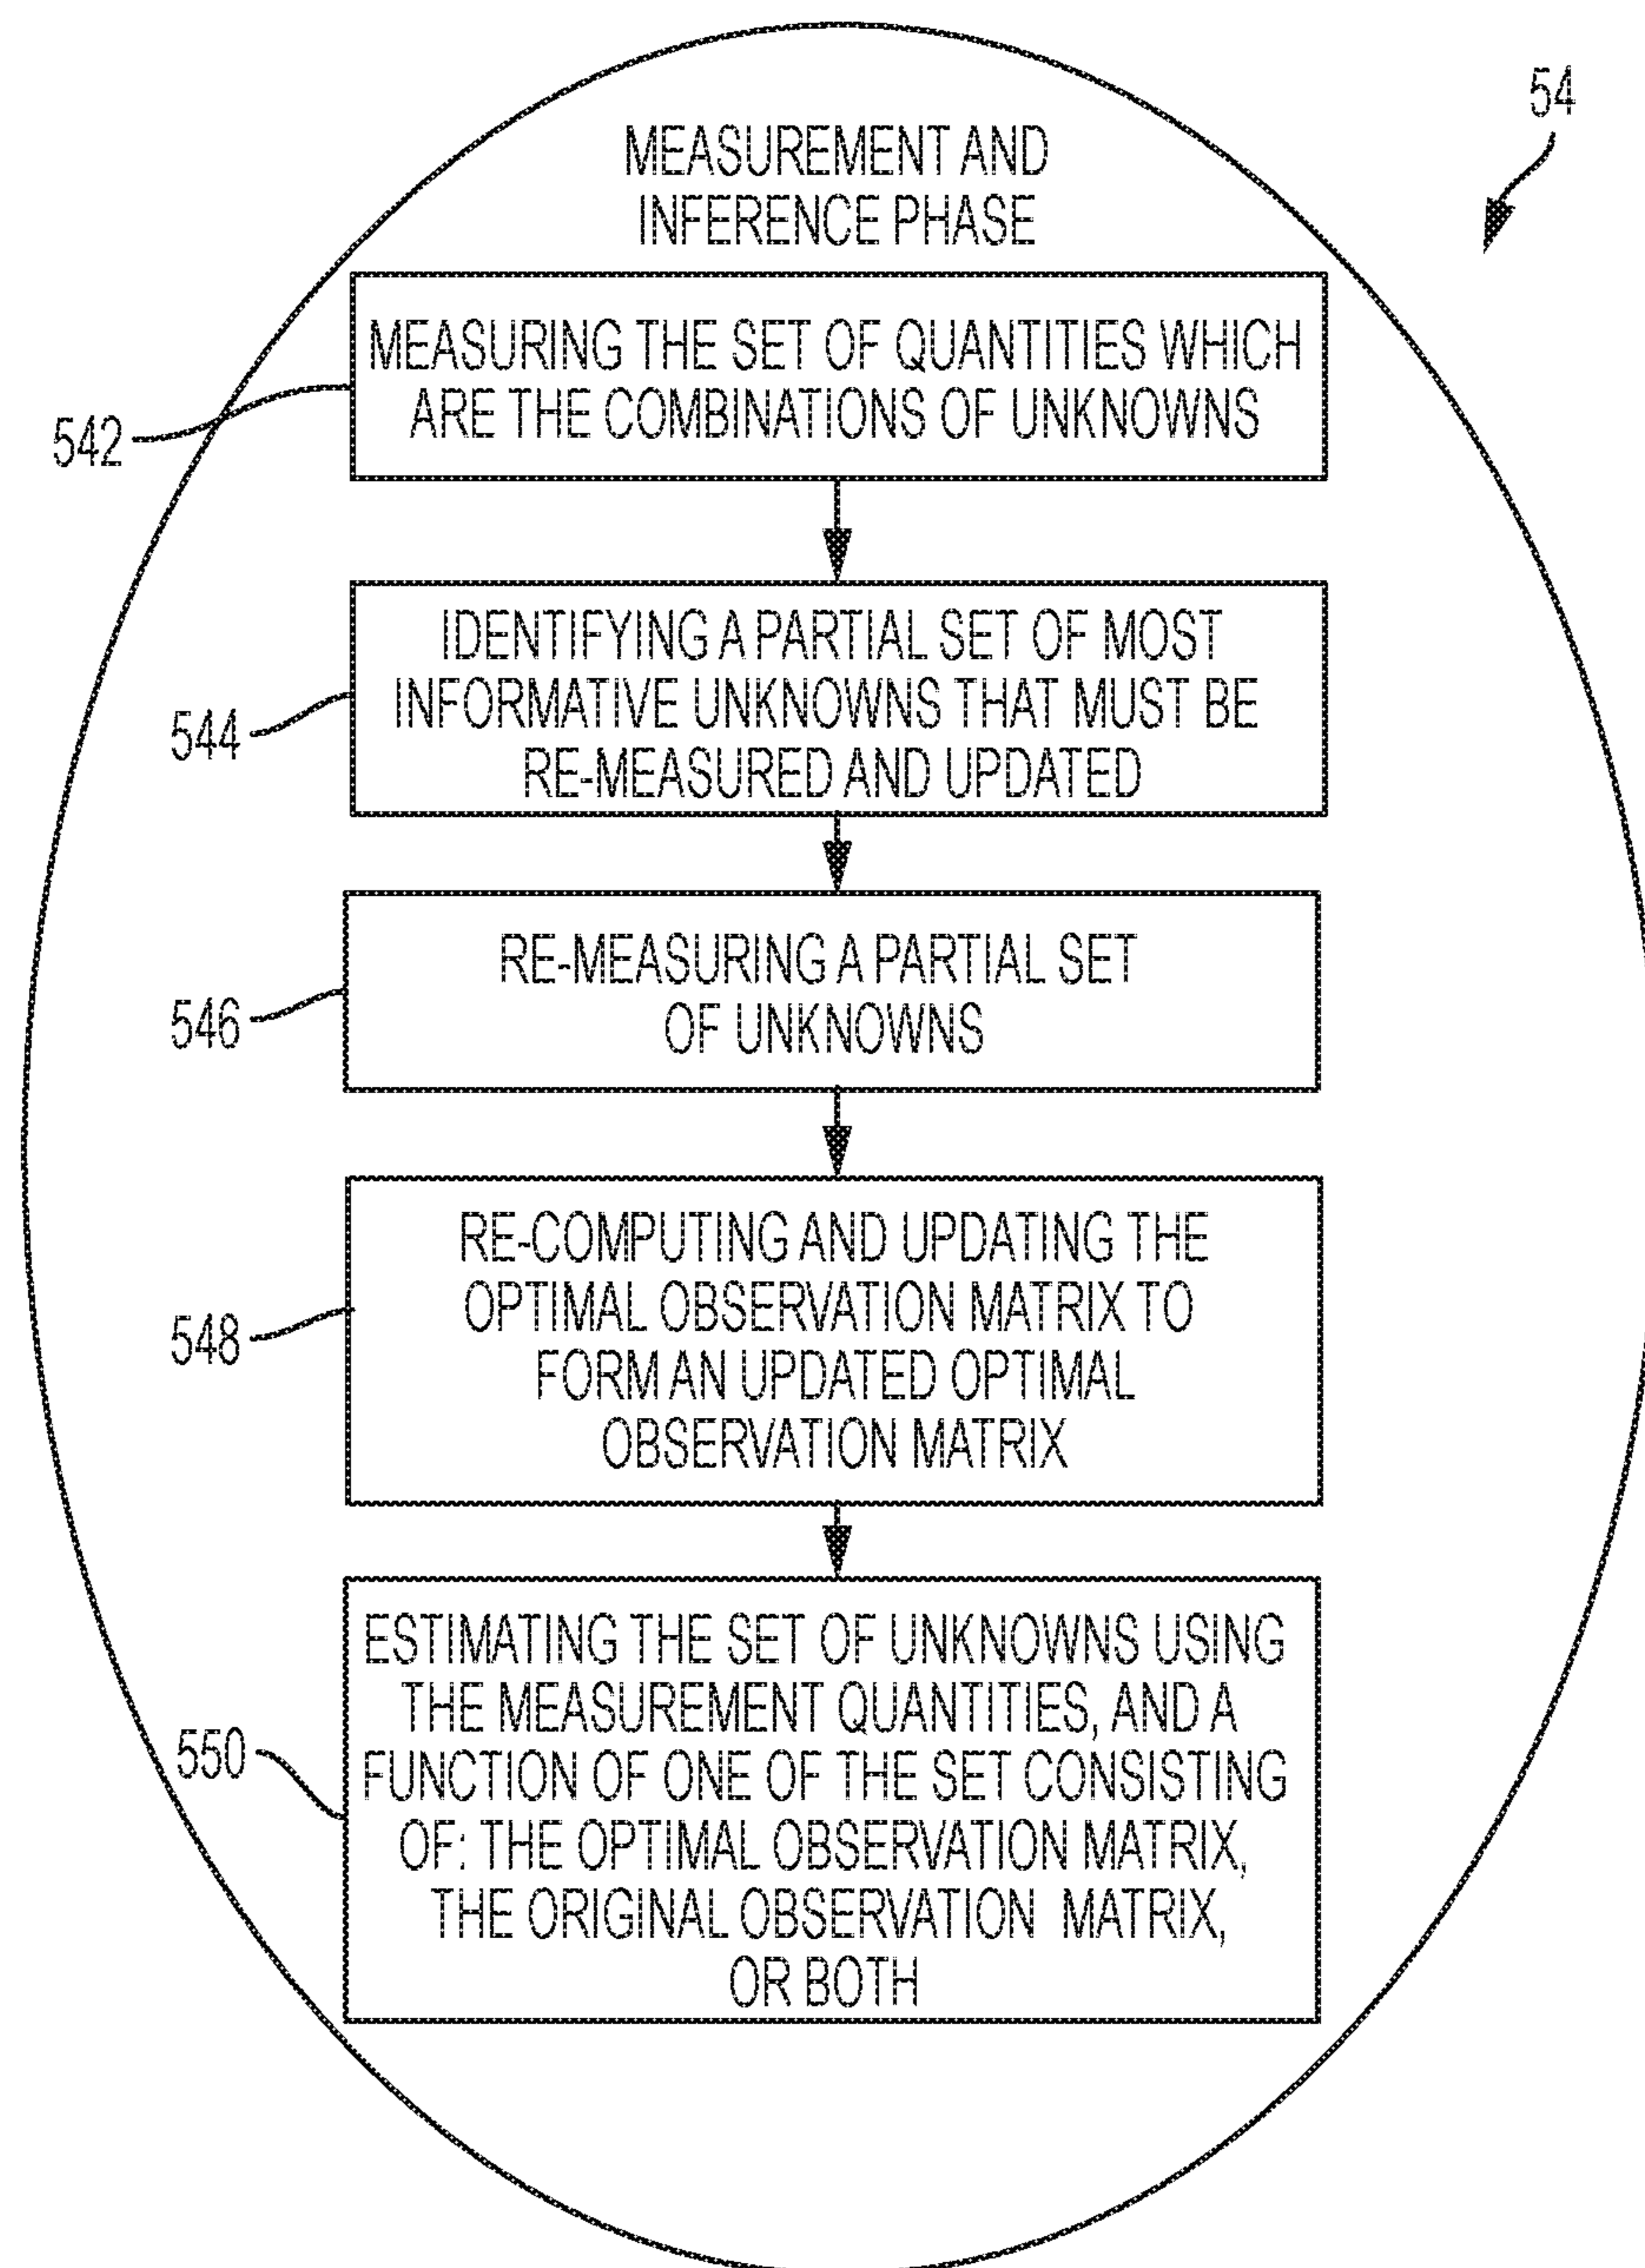 54
MEASUREMENT AND
INFERENCE PHASE
MEASURING THE SET OF QUANTITIES WHICH
ARE THE COMBINATIONS OF UNKNOWNS
542
IDENTIFYING A PARTIAL SET OF MOST
INFORMATIVE UNKNOWNS THAT MUST BE
RE-MEASURED AND UPDATED
544
RE-MEASURING A PARTIAL SET
OF UNKNOWNS
546
RE-COMPUTING AND UPDATING THE
OPTIMAL OBSERVATION MATRIX TO
FORM AN UPDATED OPTIMAL
OBSERVATION MATRIX
548
ESTIMATING THE SET OF UNKNOWNS USING
THE MEASUREMENT QUANTITIES, AND A
FUNCTION OF ONE OF THE SET CONSISTING
OF: THE OPTIMAL OBSERVATION MATRIX,
THE ORIGINAL OBSERVATION MATRIX,
OR BOTH
550